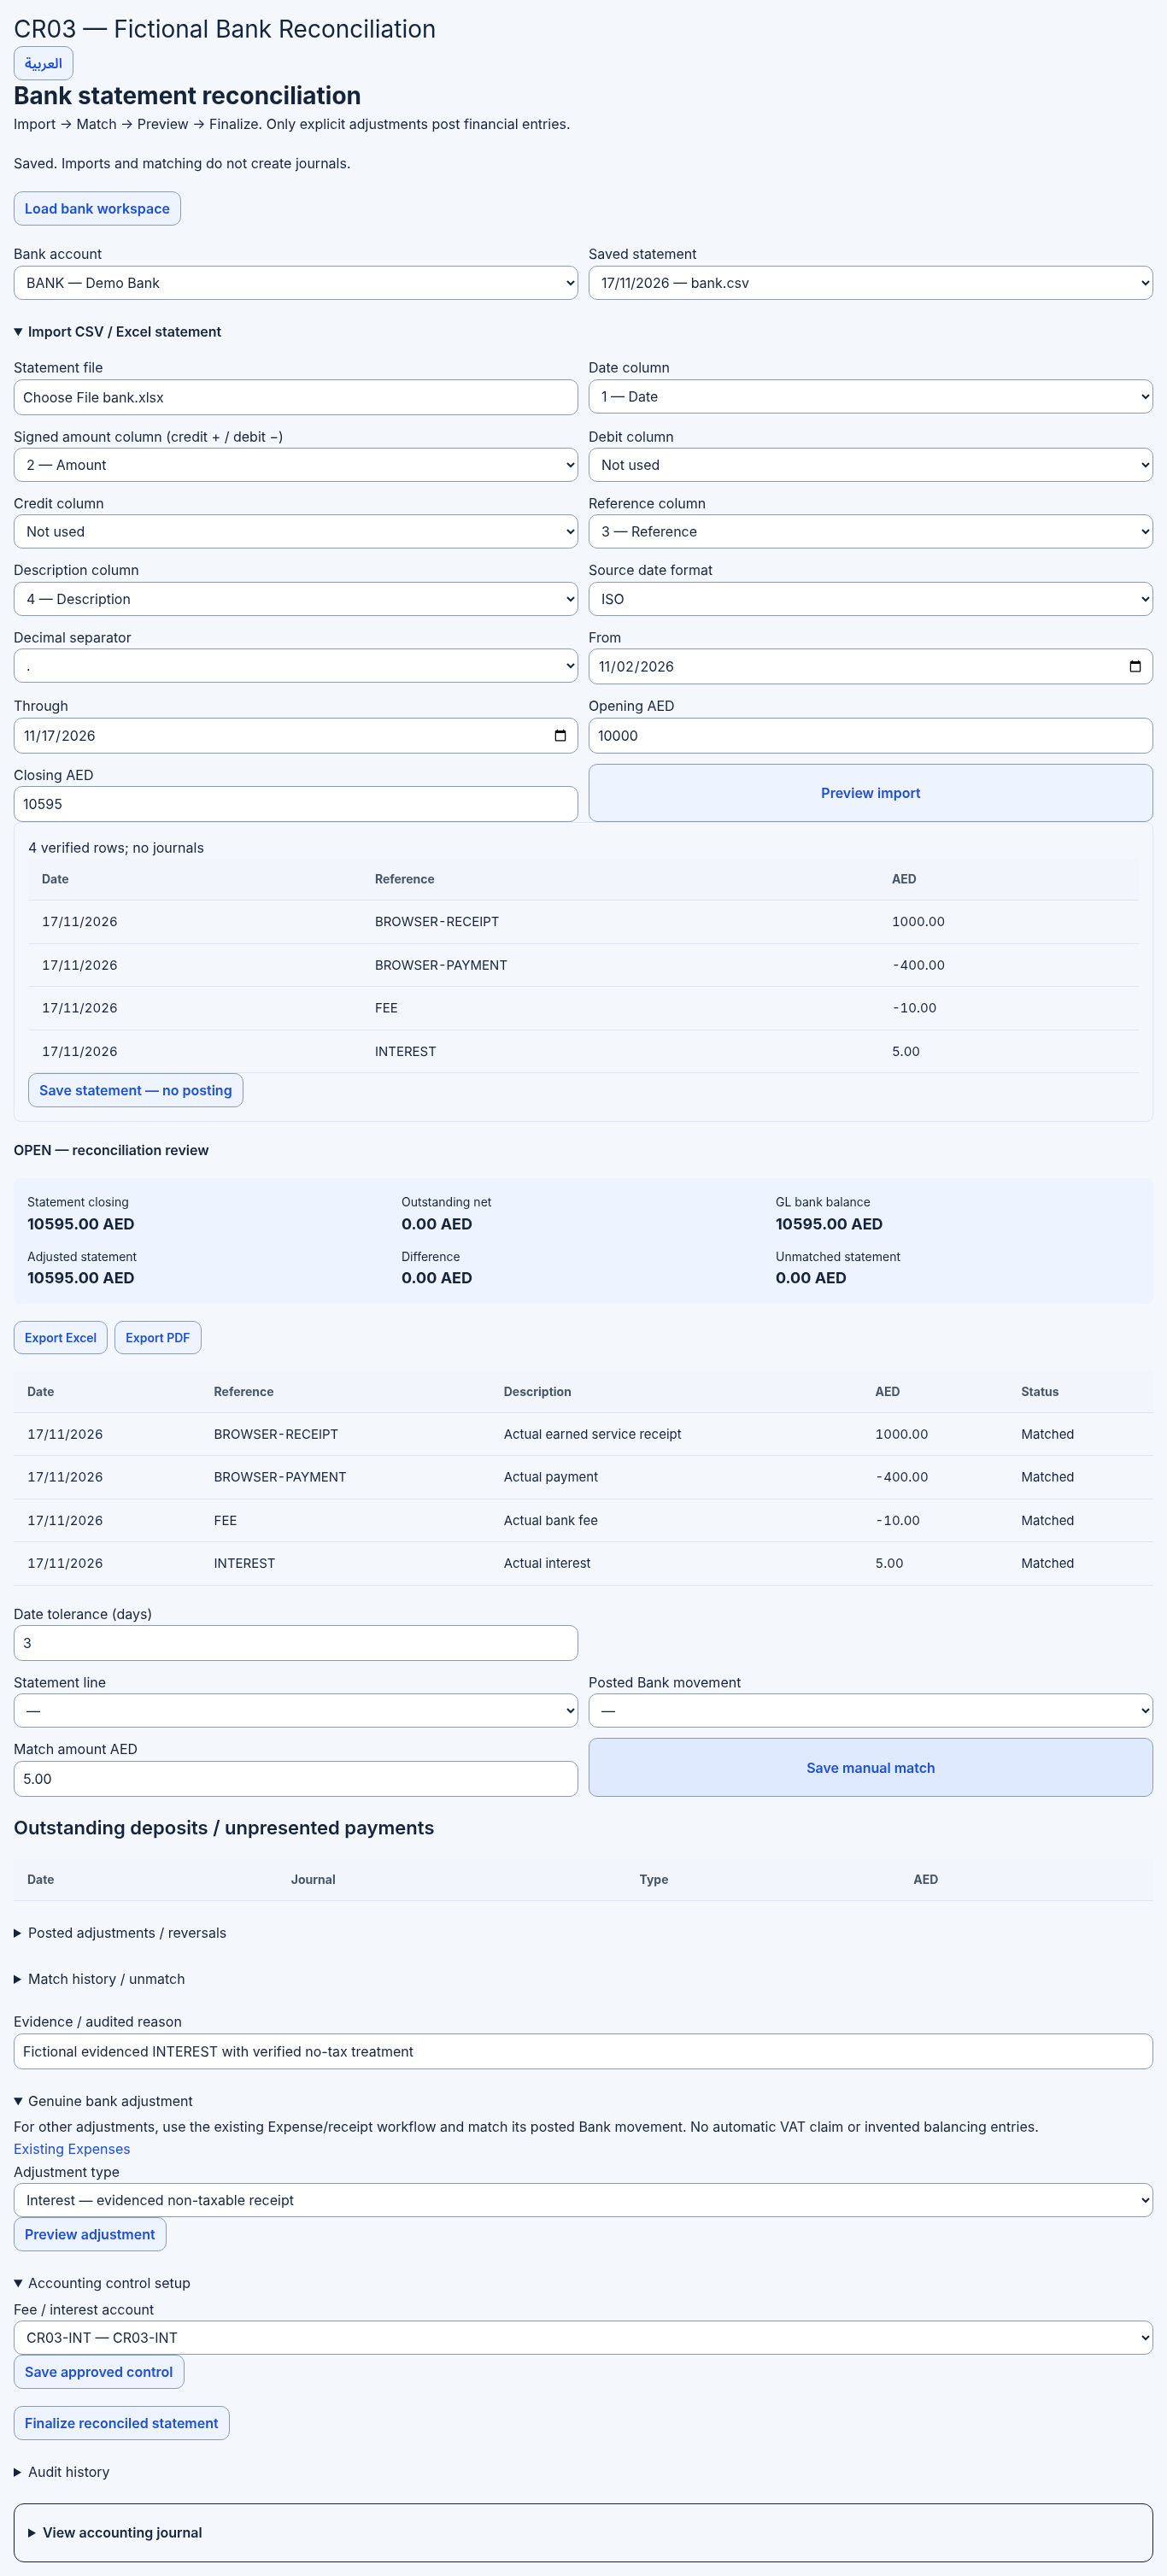 CR03 — Fictional Bank Reconciliation
العربية
Bank statement reconciliation
Import → Match → Preview → Finalize. Only explicit adjustments post financial entries.
Saved. Imports and matching do not create journals.
Load bank workspace
Bank account Saved statement
BANK — Demo Bank 17/11/2026 — bank.csv
▼ Import CSV / Excel statement
Statement file Date column
Choose File bank.xlsx 1 — Date
Signed amount column (credit + / debit −) Debit column
2 — Amount Not used
Credit column Reference column
Not used 3 — Reference
Description column Source date format
4 — Description ISO
Decimal separator From
. 11/02/2026
Through Opening AED
11/17/2026 10000
Closing AED
10595 Preview import
4 verified rows; no journals
Date Reference AED
17/11/2026 BROWSER-RECEIPT 1000.00
17/11/2026 BROWSER-PAYMENT -400.00
17/11/2026 FEE -10.00
17/11/2026 INTEREST 5.00
Save statement — no posting
OPEN — reconciliation review
Statement closing Outstanding net GL bank balance
10595.00 AED 0.00 AED 10595.00 AED
Adjusted statement Difference Unmatched statement
10595.00 AED 0.00 AED 0.00 AED
Export Excel Export PDF
Date Reference Description AED Status
17/11/2026 BROWSER-RECEIPT Actual earned service receipt 1000.00 Matched
17/11/2026 BROWSER-PAYMENT Actual payment -400.00 Matched
17/11/2026 FEE Actual bank fee -10.00 Matched
17/11/2026 INTEREST Actual interest 5.00 Matched
Date tolerance (days)
3
Statement line Posted Bank movement
— —
Match amount AED
5.00 Save manual match
Outstanding deposits / unpresented payments
Date Journal Type AED
▶ Posted adjustments / reversals
▶ Match history / unmatch
Evidence / audited reason
Fictional evidenced INTEREST with verified no-tax treatment
▼ Genuine bank adjustment
For other adjustments, use the existing Expense/receipt workflow and match its posted Bank movement. No automatic VAT claim or invented balancing entries.
Existing Expenses
Adjustment type
Interest — evidenced non-taxable receipt
Preview adjustment
▼ Accounting control setup
Fee / interest account
CR03-INT — CR03-INT
Save approved control
Finalize reconciled statement
▶ Audit history
▶ View accounting journal